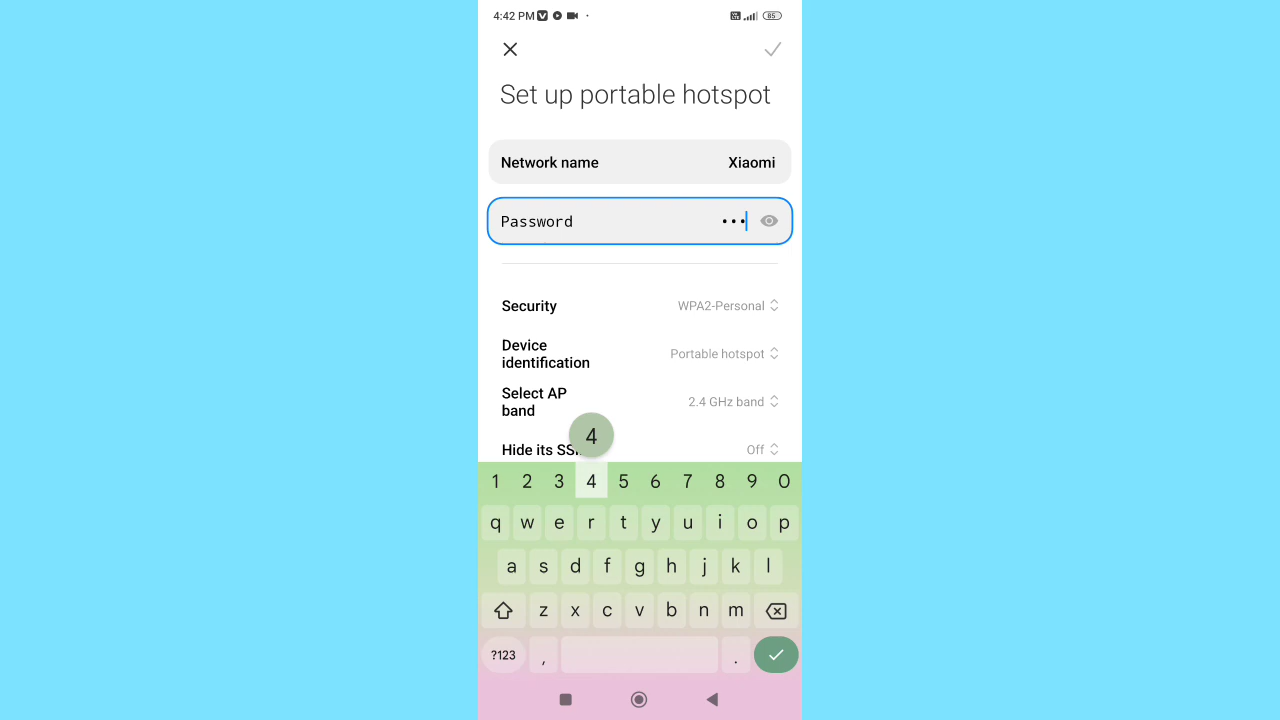 4:42 PM
85
Set up portable hotspot
Network name Xiaomi
Password •••
Security WPA2-Personal
Device identification Portable hotspot
Select AP band 2.4 GHz band
4
Hide its SS Off
1 2 3 4 5 6 7 8 9 0
q w e r t y u i o p
a s d f g h j k l
z x c v b n m
?123 , .